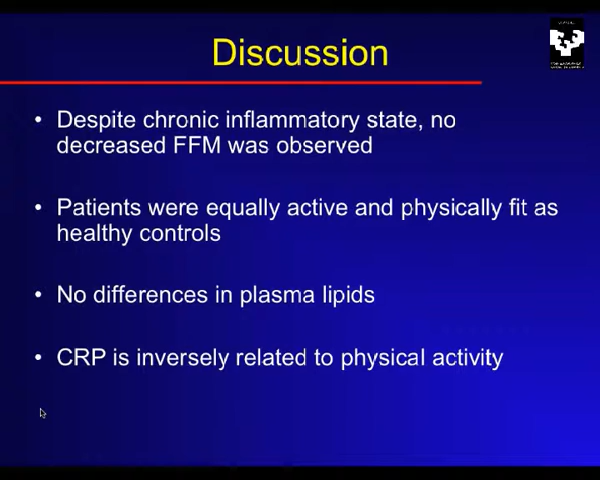 Discussion
• Despite chronic inflammatory state, no
decreased FFM was observed
• Patients were equally active and physically fit as
healthy controls
• No differences in plasma lipids
• CRP is inversely related to physical activity